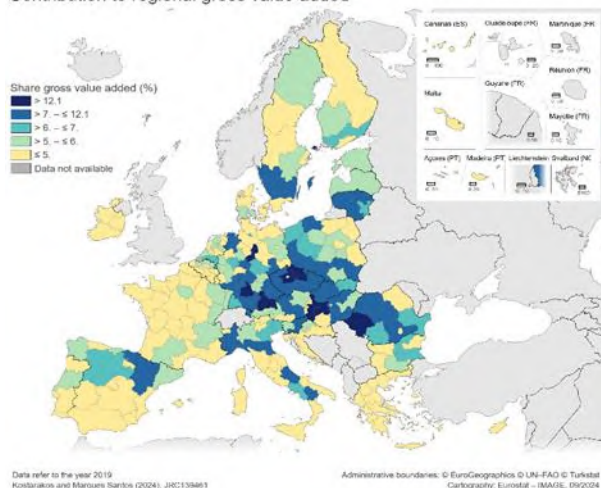 Contribution to regional gross value added
Share gross value added (%)
> 12.1
> 7. – ≤ 12.1
> 6. – ≤ 7.
> 5. – ≤ 6.
≤ 5.
Data not available
Canarias (ES)
Guadeloupe (FR)
Martinique (FR
Réunion (FR)
Malta
Guyane (FR)
Mayotte (FR)
Açores (PT)
Madeira (PT
Liechtenstein
Svalbard (NO
Data refer to the year 2019
Kostarakos and Marques Santos (2024), JRC139461
Administrative boundaries: © EuroGeographics © UN–FAO © Turkstat
Cartography: Eurostat – IMAGE, 09/2024